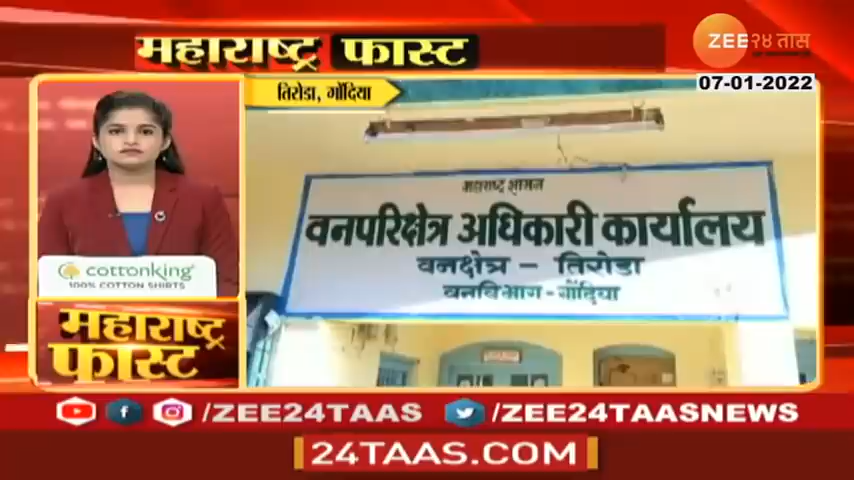 महाराष्ट्र फास्ट
ZEE २४ तास
07-01-2022
तिरोडा, गोंदिया
महाराष्ट्र शासन
वनपरिक्षेत्र अधिकारी कार्यालय
वनक्षेत्र - तिरोडा
वनविभाग - गोंदिया
cottonking
100% COTTON SHIRTS
महाराष्ट्र
फास्ट
/ZEE24TAAS
/ZEE24TAASNEWS
24TAAS.COM